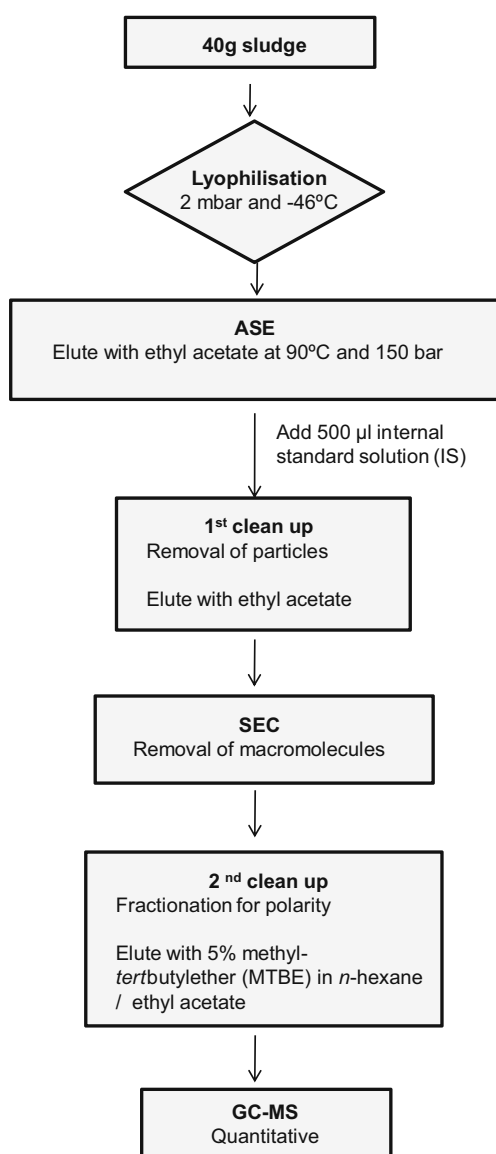 40g sludge
Lyophilisation
2 mbar and -46ºC
ASE
Elute with ethyl acetate at 90ºC and 150 bar
Add 500 µl internal
standard solution (IS)
1st clean up
Removal of particles
Elute with ethyl acetate
SEC
Removal of macromolecules
2 nd clean up
Fractionation for polarity
Elute with 5% methyl-
tertbutylether (MTBE) in n-hexane
/ ethyl acetate
GC-MS
Quantitative